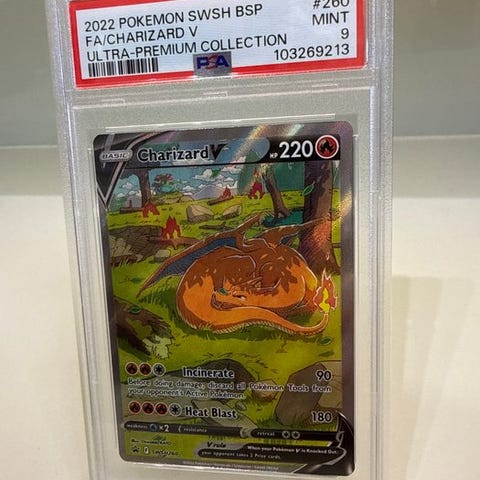 2022 POKEMON SWSH BSP #260
FA/CHARIZARD V MINT
ULTRA-PREMIUM COLLECTION 9
PSA 103269213
BASIC Charizard V HP 220
Incinerate 90
Before doing damage, discard all Pokémon Tools from
your opponent's Active Pokémon.
Heat Blast 180
weakness ×2 resistance retreat
V rule When your Pokémon V is Knocked Out,
your opponent takes 2 Prize cards.
SWSH260